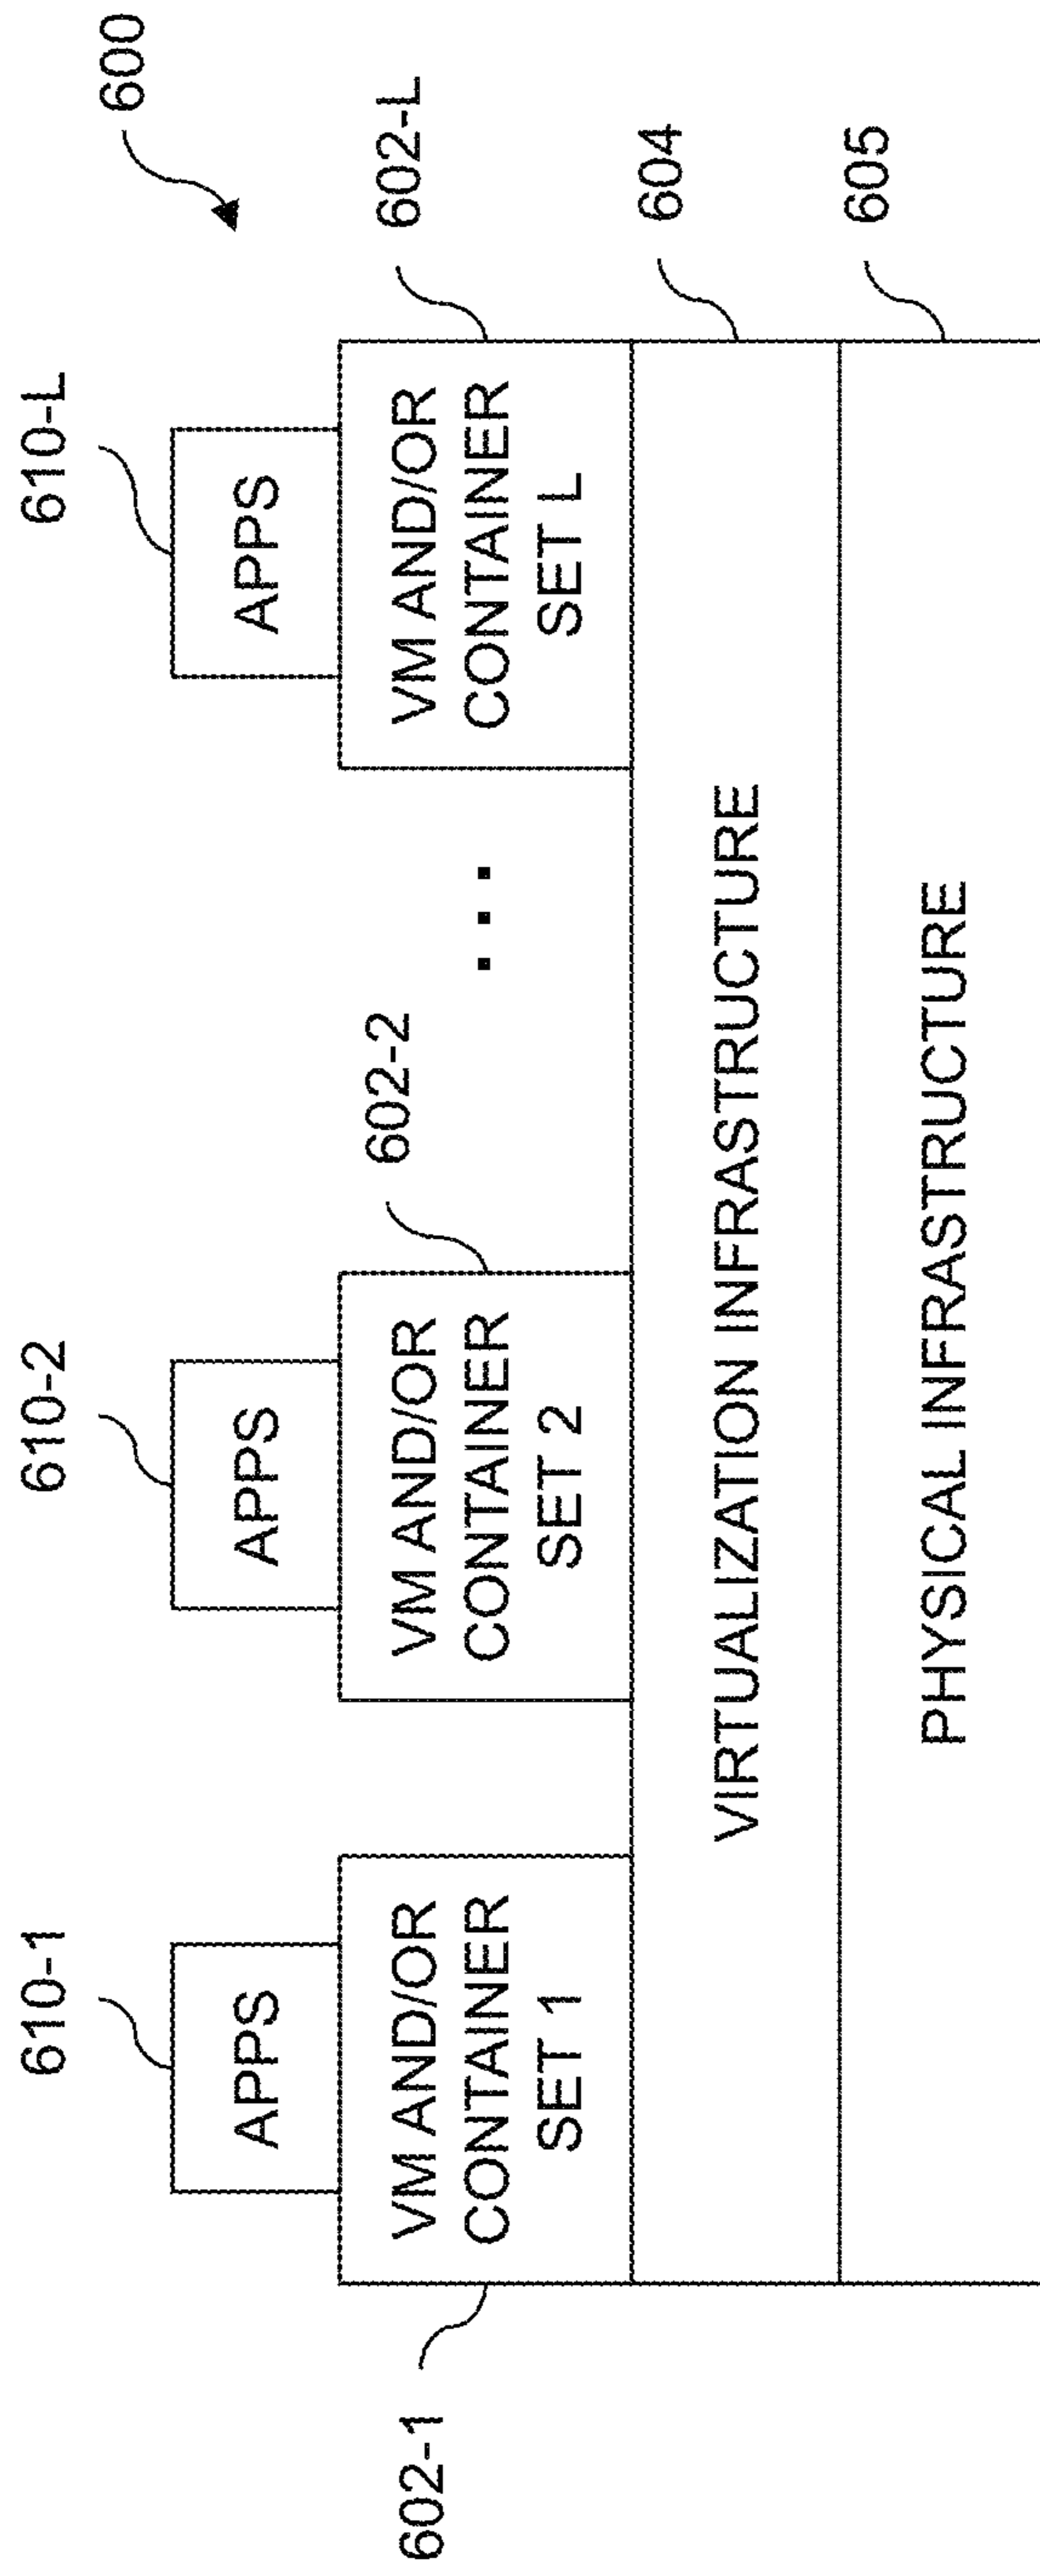 600
610-1
610-2
610-L
APPS
APPS
APPS
602-1
VM AND/OR
CONTAINER
SET 1
602-2
VM AND/OR
CONTAINER
SET 2
. . .
602-L
VM AND/OR
CONTAINER
SET L
VIRTUALIZATION INFRASTRUCTURE
604
PHYSICAL INFRASTRUCTURE
605